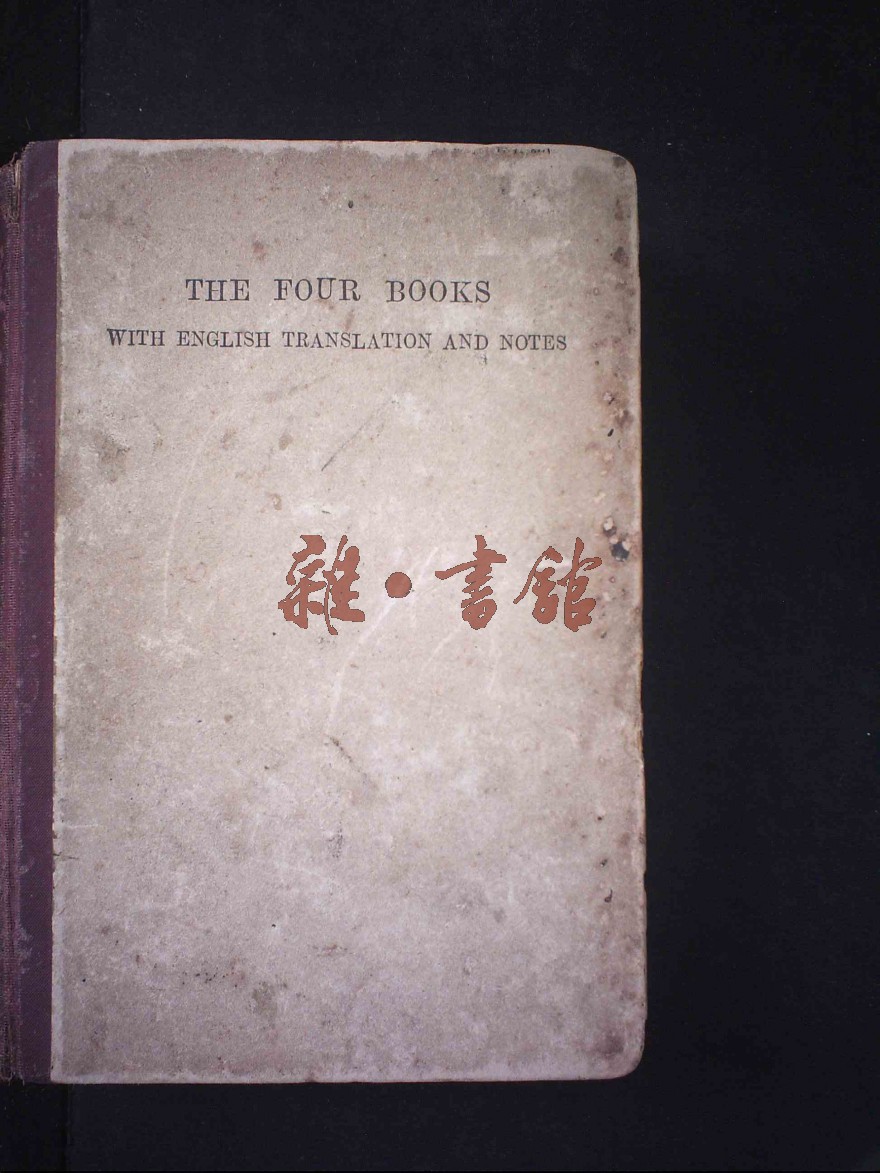 THE FOUR BOOKS
WITH ENGLISH TRANSLATION AND NOTES
雜·書館